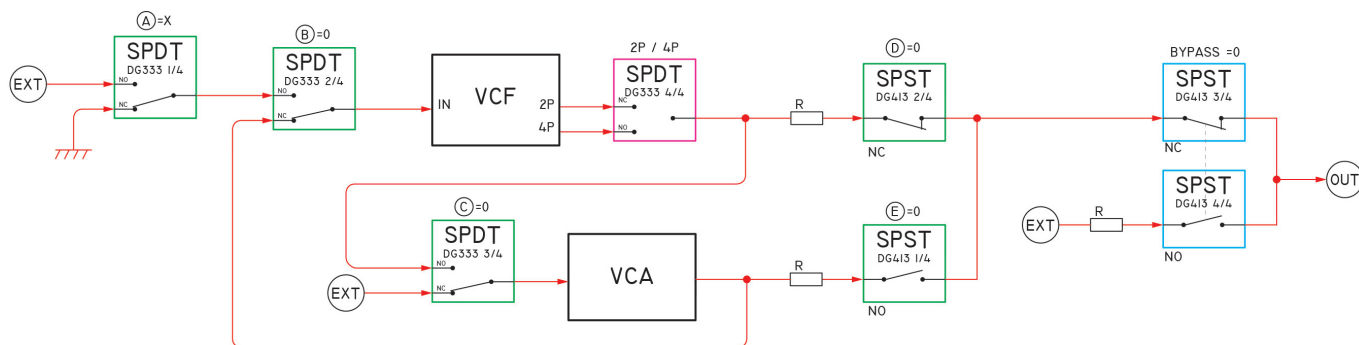 Ⓐ=X
SPDT
DG333 1/4
NO
NC
EXT
Ⓑ=0
SPDT
DG333 2/4
NO
NC
VCF
IN
2P
4P
2P / 4P
SPDT
DG333 4/4
NC
NO
R
Ⓓ=0
SPST
DG413 2/4
NC
BYPASS =0
SPST
DG413 3/4
NC
SPST
DG413 4/4
NO
EXT
R
OUT
Ⓒ=0
SPDT
DG333 3/4
NO
NC
EXT
VCA
R
Ⓔ=0
SPST
DG413 1/4
NO